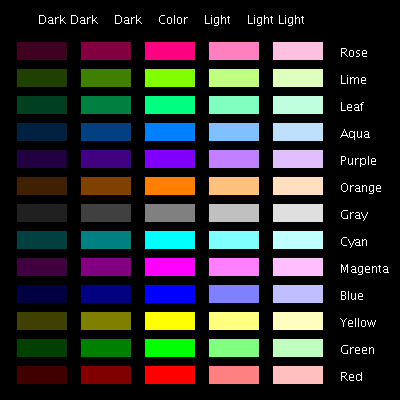 Dark Dark Dark Color Light Light Light
Rose
Lime
Leaf
Aqua
Purple
Orange
Gray
Cyan
Magenta
Blue
Yellow
Green
Red